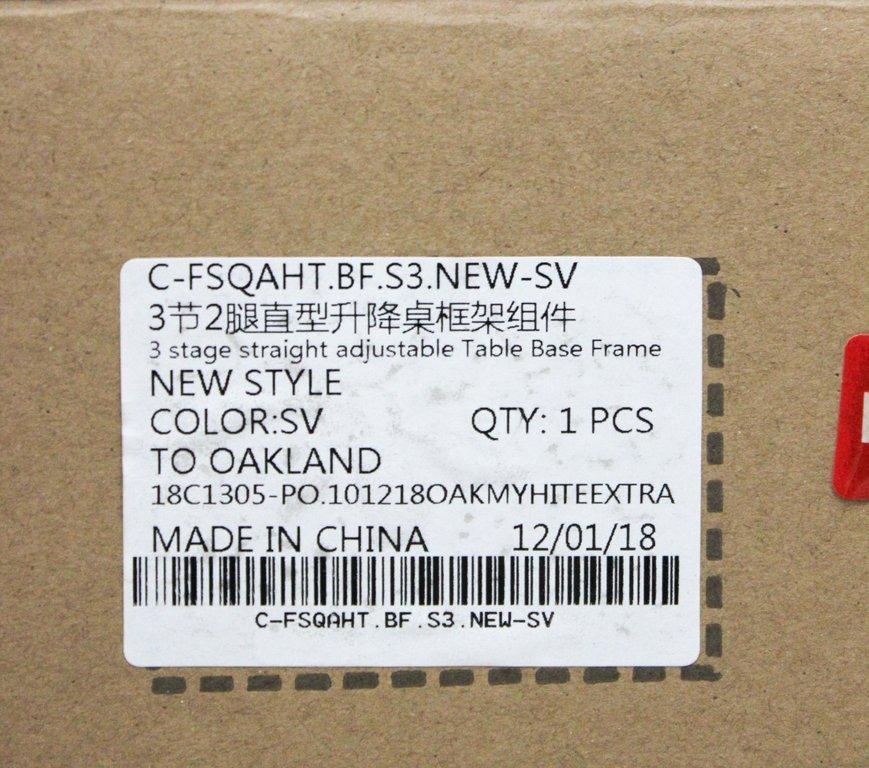 C-FSQAHT.BF.S3.NEW-SV
3节2腿直型升降桌框架组件
3 stage straight adjustable Table Base Frame
NEW STYLE
COLOR:SV QTY: 1 PCS
TO OAKLAND
18C1305-PO.101218OAKMYHITEEXTRA
MADE IN CHINA 12/01/18
C-FSQAHT.BF.S3.NEW-SV